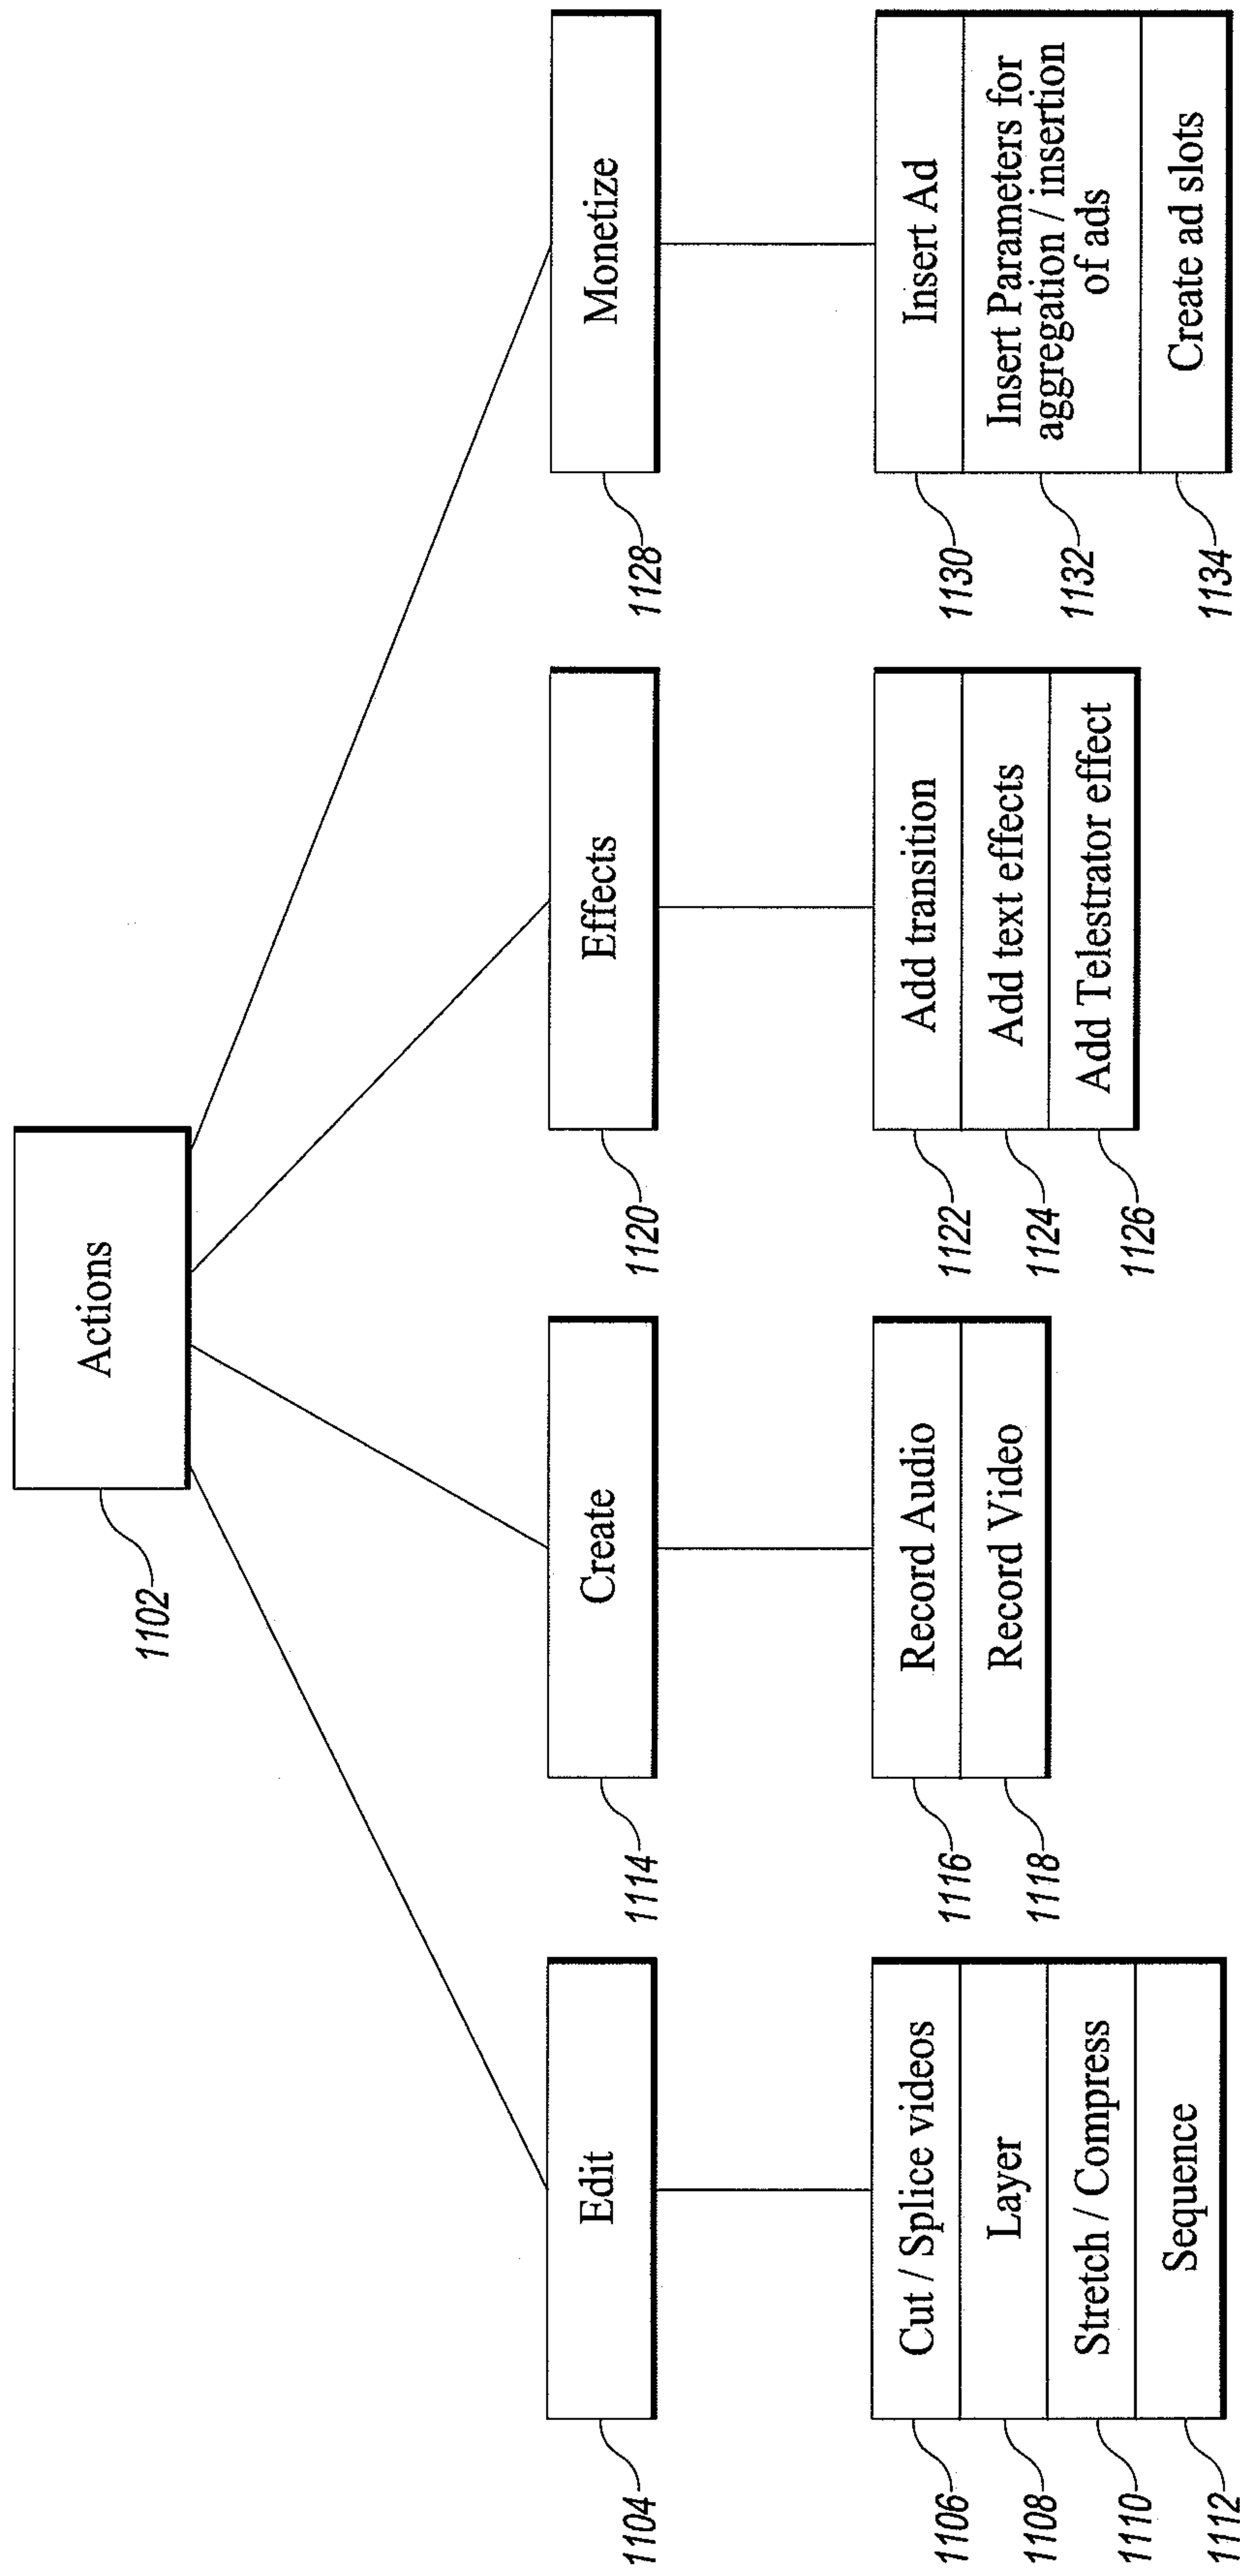 Actions
1102
Edit
1104
Cut / Splice videos
1106
Layer
1108
Stretch / Compress
1110
Sequence
1112
Create
1114
Record Audio
1116
Record Video
1118
Effects
1120
Add transition
1122
Add text effects
1124
Add Telestrator effect
1126
Monetize
1128
Insert Ad
1130
Insert Parameters for
aggregation / insertion
of ads
1132
Create ad slots
1134